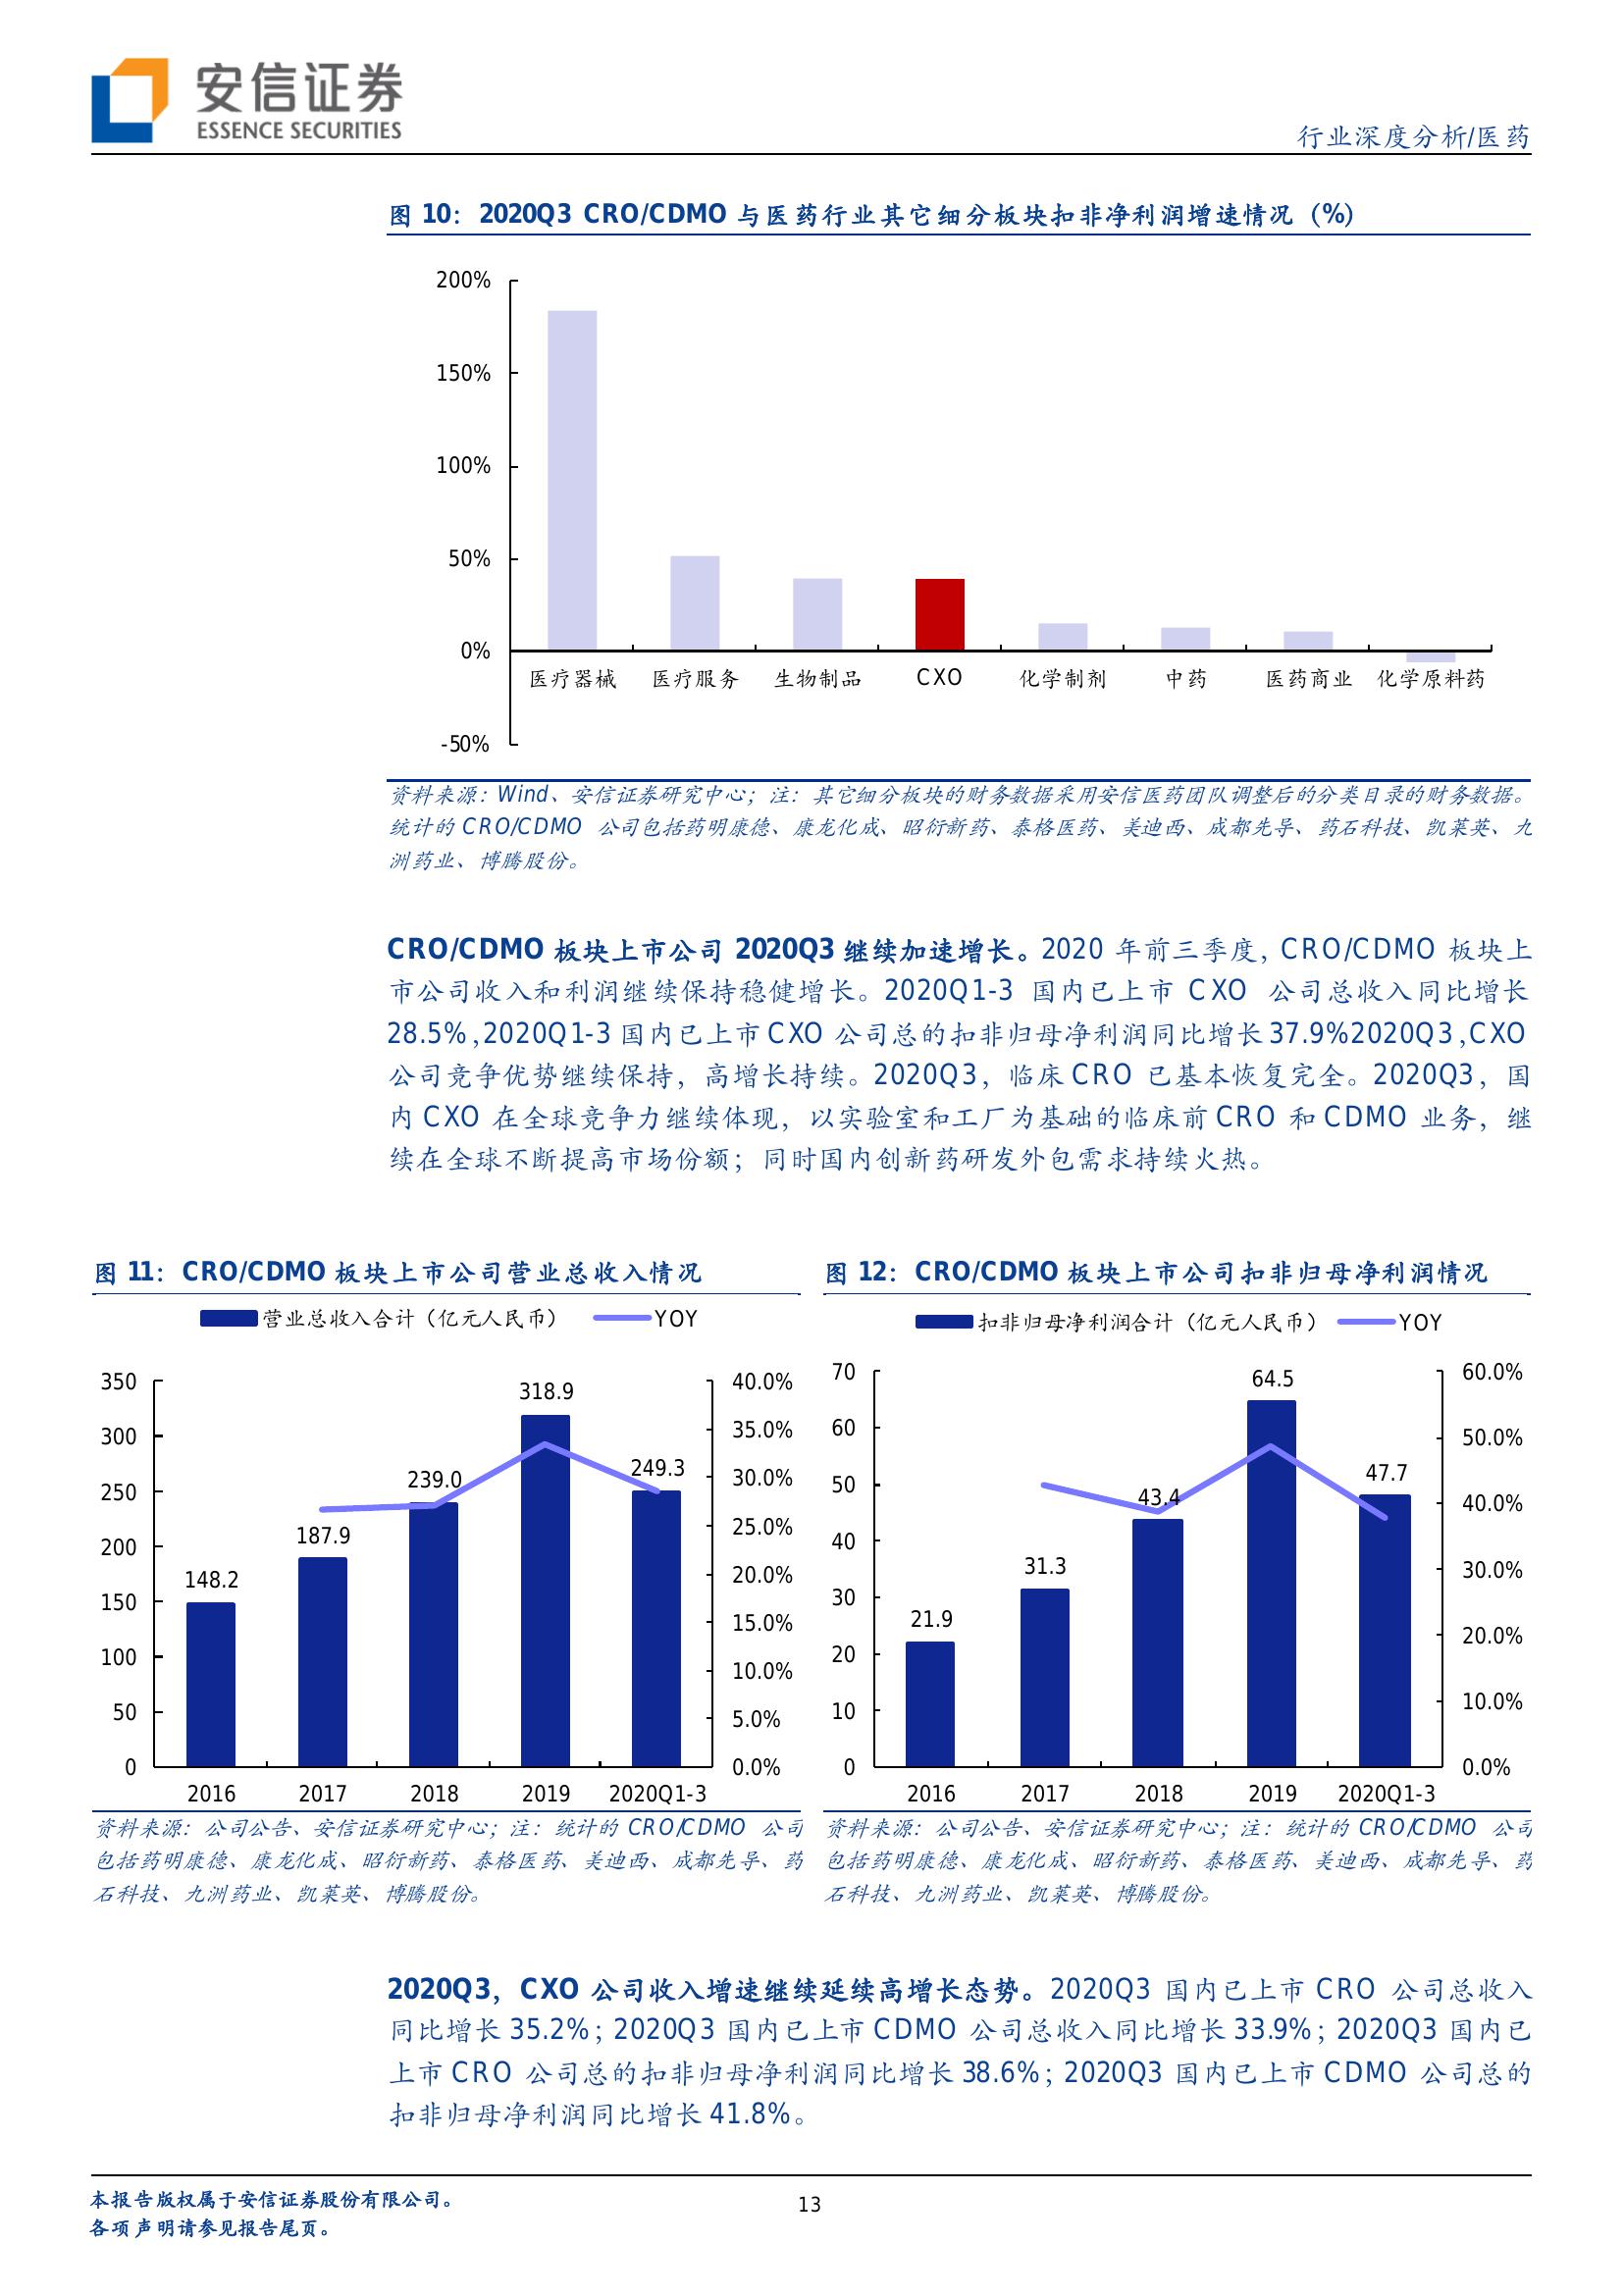 安信证券
ESSENCE SECURITIES
行业深度分析/医药
图 10：2020Q3 CRO/CDMO 与医药行业其它细分板块扣非净利润增速情况（%）
200%
150%
100%
50%
0%
-50%
医疗器械 医疗服务 生物制品 CXO 化学制剂 中药 医药商业 化学原料药
资料来源：Wind、安信证券研究中心；注：其它细分板块的财务数据采用安信医药团队调整后的分类目录的财务数据。
统计的 CRO/CDMO 公司包括药明康德、康龙化成、昭衍新药、泰格医药、美迪西、成都先导、药石科技、凯莱英、九
洲药业、博腾股份。
CRO/CDMO 板块上市公司 2020Q3 继续加速增长。2020 年前三季度，CRO/CDMO 板块上
市公司收入和利润继续保持稳健增长。2020Q1-3 国内已上市 CXO 公司总收入同比增长
28.5%，2020Q1-3 国内已上市 CXO 公司总的扣非归母净利润同比增长 37.9%2020Q3，CXO
公司竞争优势继续保持，高增长持续。2020Q3，临床 CRO 已基本恢复完全。2020Q3，国
内 CXO 在全球竞争力继续体现，以实验室和工厂为基础的临床前 CRO 和 CDMO 业务，继
续在全球不断提高市场份额；同时国内创新药研发外包需求持续火热。
图 11：CRO/CDMO 板块上市公司营业总收入情况
营业总收入合计（亿元人民币） YOY
350
300
250
200
150
100
50
0
40.0%
35.0%
30.0%
25.0%
20.0%
15.0%
10.0%
5.0%
0.0%
148.2
187.9
239.0
318.9
249.3
2016 2017 2018 2019 2020Q1-3
资料来源：公司公告、安信证券研究中心；注：统计的 CRO/CDMO 公司
包括药明康德、康龙化成、昭衍新药、泰格医药、美迪西、成都先导、药
石科技、九洲药业、凯莱英、博腾股份。
图 12：CRO/CDMO 板块上市公司扣非归母净利润情况
扣非归母净利润合计（亿元人民币） YOY
70
60
50
40
30
20
10
0
60.0%
50.0%
40.0%
30.0%
20.0%
10.0%
0.0%
21.9
31.3
43.4
64.5
47.7
2016 2017 2018 2019 2020Q1-3
资料来源：公司公告、安信证券研究中心；注：统计的 CRO/CDMO 公司
包括药明康德、康龙化成、昭衍新药、泰格医药、美迪西、成都先导、药
石科技、九洲药业、凯莱英、博腾股份。
2020Q3，CXO 公司收入增速继续延续高增长态势。2020Q3 国内已上市 CRO 公司总收入
同比增长 35.2%；2020Q3 国内已上市 CDMO 公司总收入同比增长 33.9%；2020Q3 国内已
上市 CRO 公司总的扣非归母净利润同比增长 38.6%；2020Q3 国内已上市 CDMO 公司总的
扣非归母净利润同比增长 41.8%。
本报告版权属于安信证券股份有限公司。
各项声明请参见报告尾页。
13